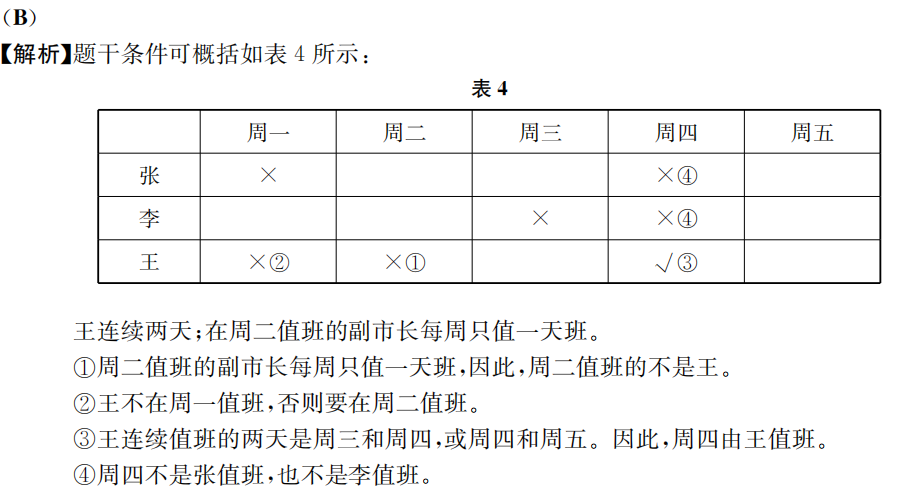 (B)
【解析】题干条件可概括如表 4 所示：
表 4
周一 周二 周三 周四 周五
张 × ×④
李 × ×④
王 ×② ×① √③
王连续两天；在周二值班的副市长每周只值一天班。
①周二值班的副市长每周只值一天班，因此，周二值班的不是王。
②王不在周一值班，否则要在周二值班。
③王连续值班的两天是周三和周四，或周四和周五。因此，周四由王值班。
④周四不是张值班，也不是李值班。